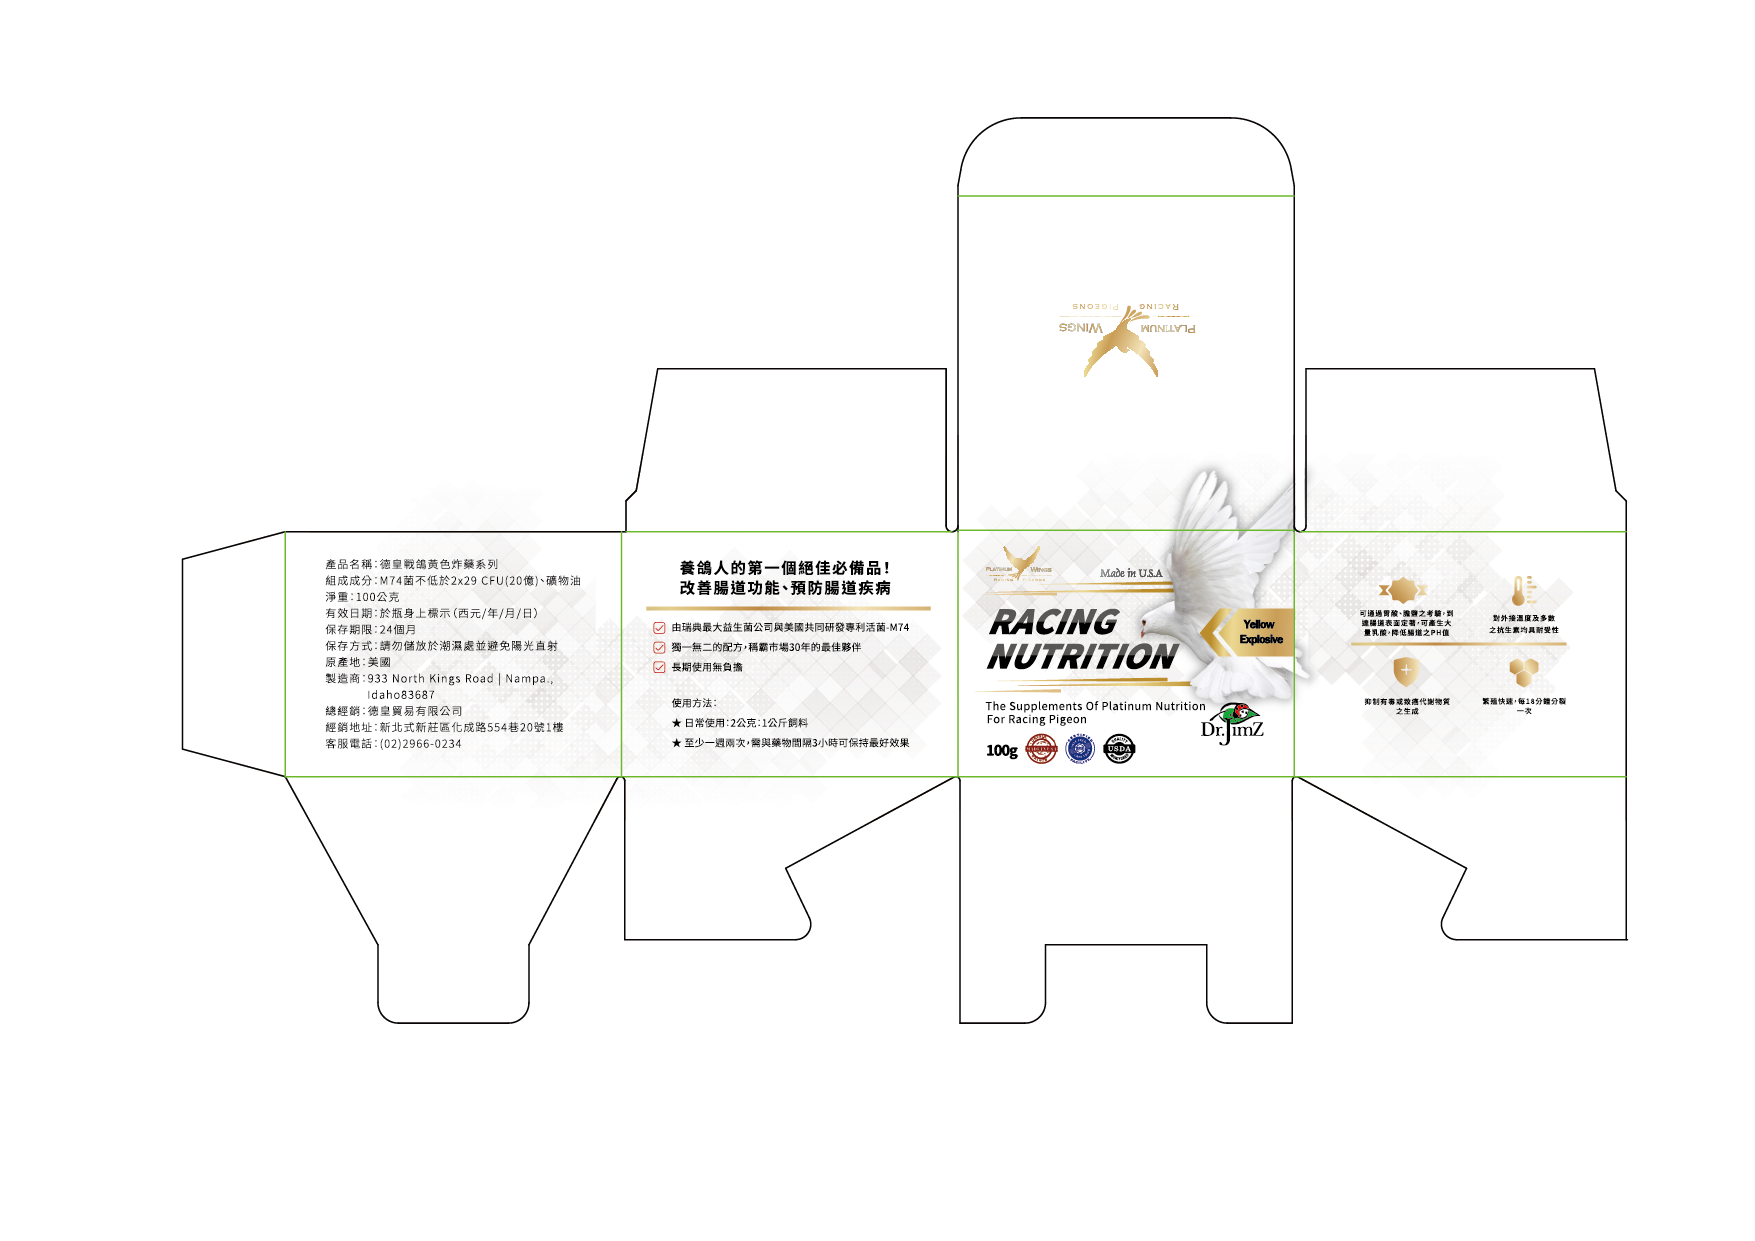 PIGEONS RACING
WINGS PLATINUM
產品名稱：德皇戰鴿黃色炸藥系列
組成成分：M74菌不低於2x29 CFU(20億)、礦物油
淨重：100公克
有效日期：於瓶身上標示（西元/年/月/日）
保存期限：24個月
保存方式：請勿儲放於潮濕處並避免陽光直射
原產地：美國
製造商：933 North Kings Road | Nampa.,
Idaho83687
總經銷：德皇貿易有限公司
經銷地址：新北式新莊區化成路554巷20號1樓
客服電話：(02)2966-0234
養鴿人的第一個絕佳必備品！
改善腸道功能、預防腸道疾病
由瑞典最大益生菌公司與美國共同研發專利活菌-M74
獨一無二的配方，稱霸市場30年的最佳夥伴
長期使用無負擔
使用方法：
★ 日常使用：2公克：1公斤飼料
★ 至少一週兩次，需與藥物間隔3小時可保持最好效果
PLATINUM WINGS
RACING PIGEONS
Made in U.S.A
RACING
NUTRITION
Yellow
Explosive
The Supplements Of Platinum Nutrition
For Racing Pigeon
Dr.JimZ
100g
USDA
可通過胃酸、膽鹽之考驗，到
達腸道表面定著，可產生大
量乳酸，降低腸道之PH值
對外接溫度及多數
之抗生素均具耐受性
抑制有毒或致癌代謝物質
之生成
繁殖快速，每18分鐘分裂
一次